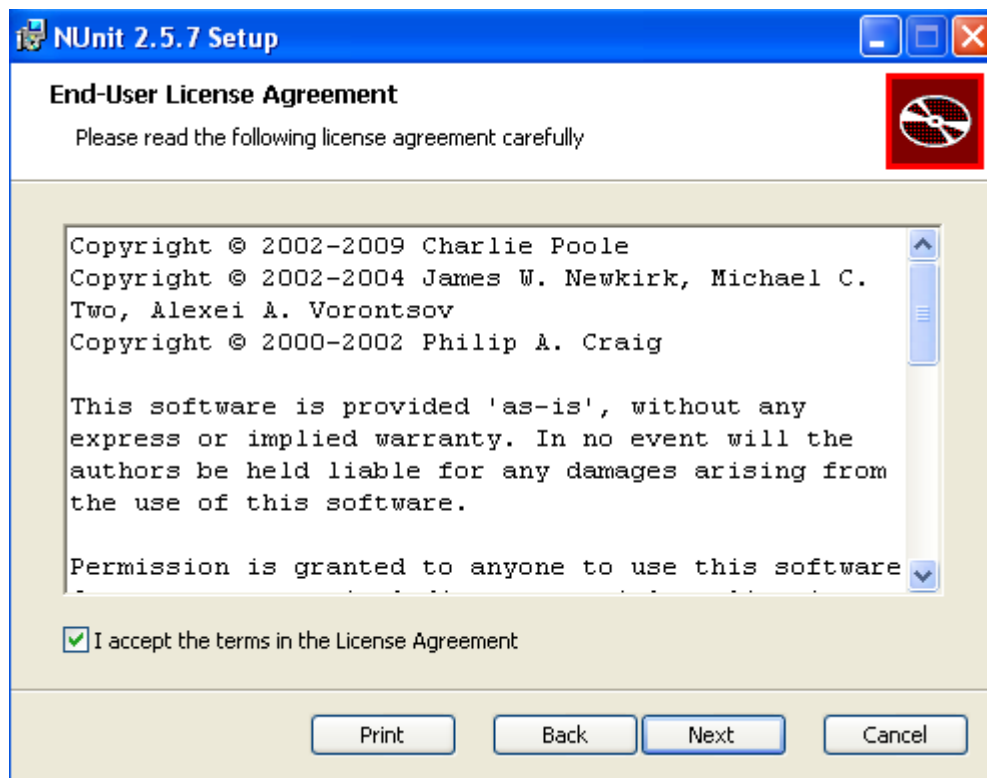 NUnit 2.5.7 Setup
End-User License Agreement
Please read the following license agreement carefully
Copyright © 2002-2009 Charlie Poole
Copyright © 2002-2004 James W. Newkirk, Michael C.
Two, Alexei A. Vorontsov
Copyright © 2000-2002 Philip A. Craig
This software is provided 'as-is', without any
express or implied warranty. In no event will the
authors be held liable for any damages arising from
the use of this software.
Permission is granted to anyone to use this software
I accept the terms in the License Agreement
Print Back Next Cancel